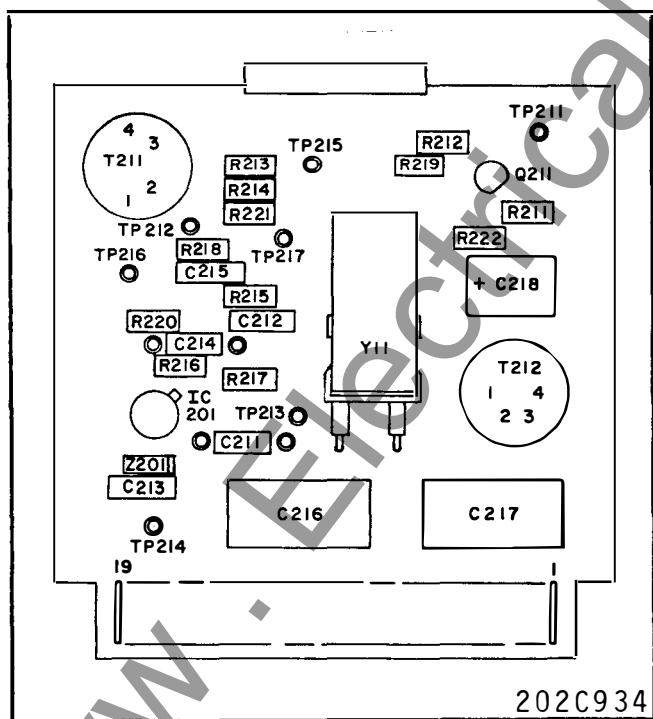 TP211
R212
R219
Q211
4 3
T211
1 2
TP215
R213
R214
R221
R211
R222
TP212
TP217
TP216
R218
C215
+ C218
R215
R220
C212
C214
R216
Y11
R217
T212
1 4
2 3
IC
201
TP213
C211
Z201
C213
C216
C217
TP214
19
1
202C934
w . Electrical